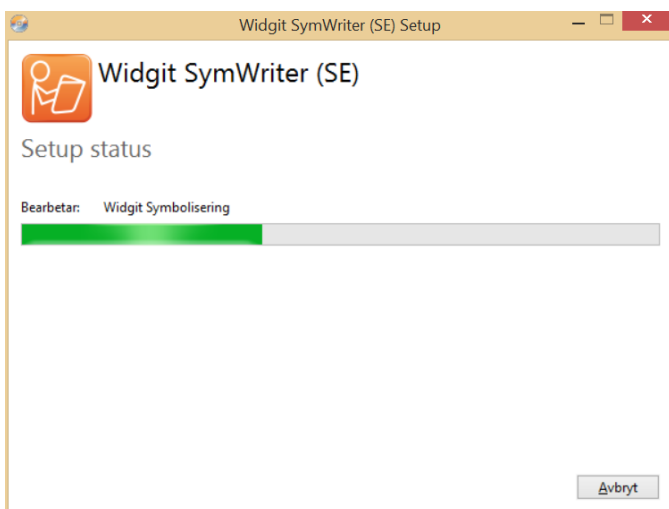 Widgit SymWriter (SE) Setup
Widgit SymWriter (SE)
Setup status
Bearbetar: Widgit Symbolisering
Avbryt